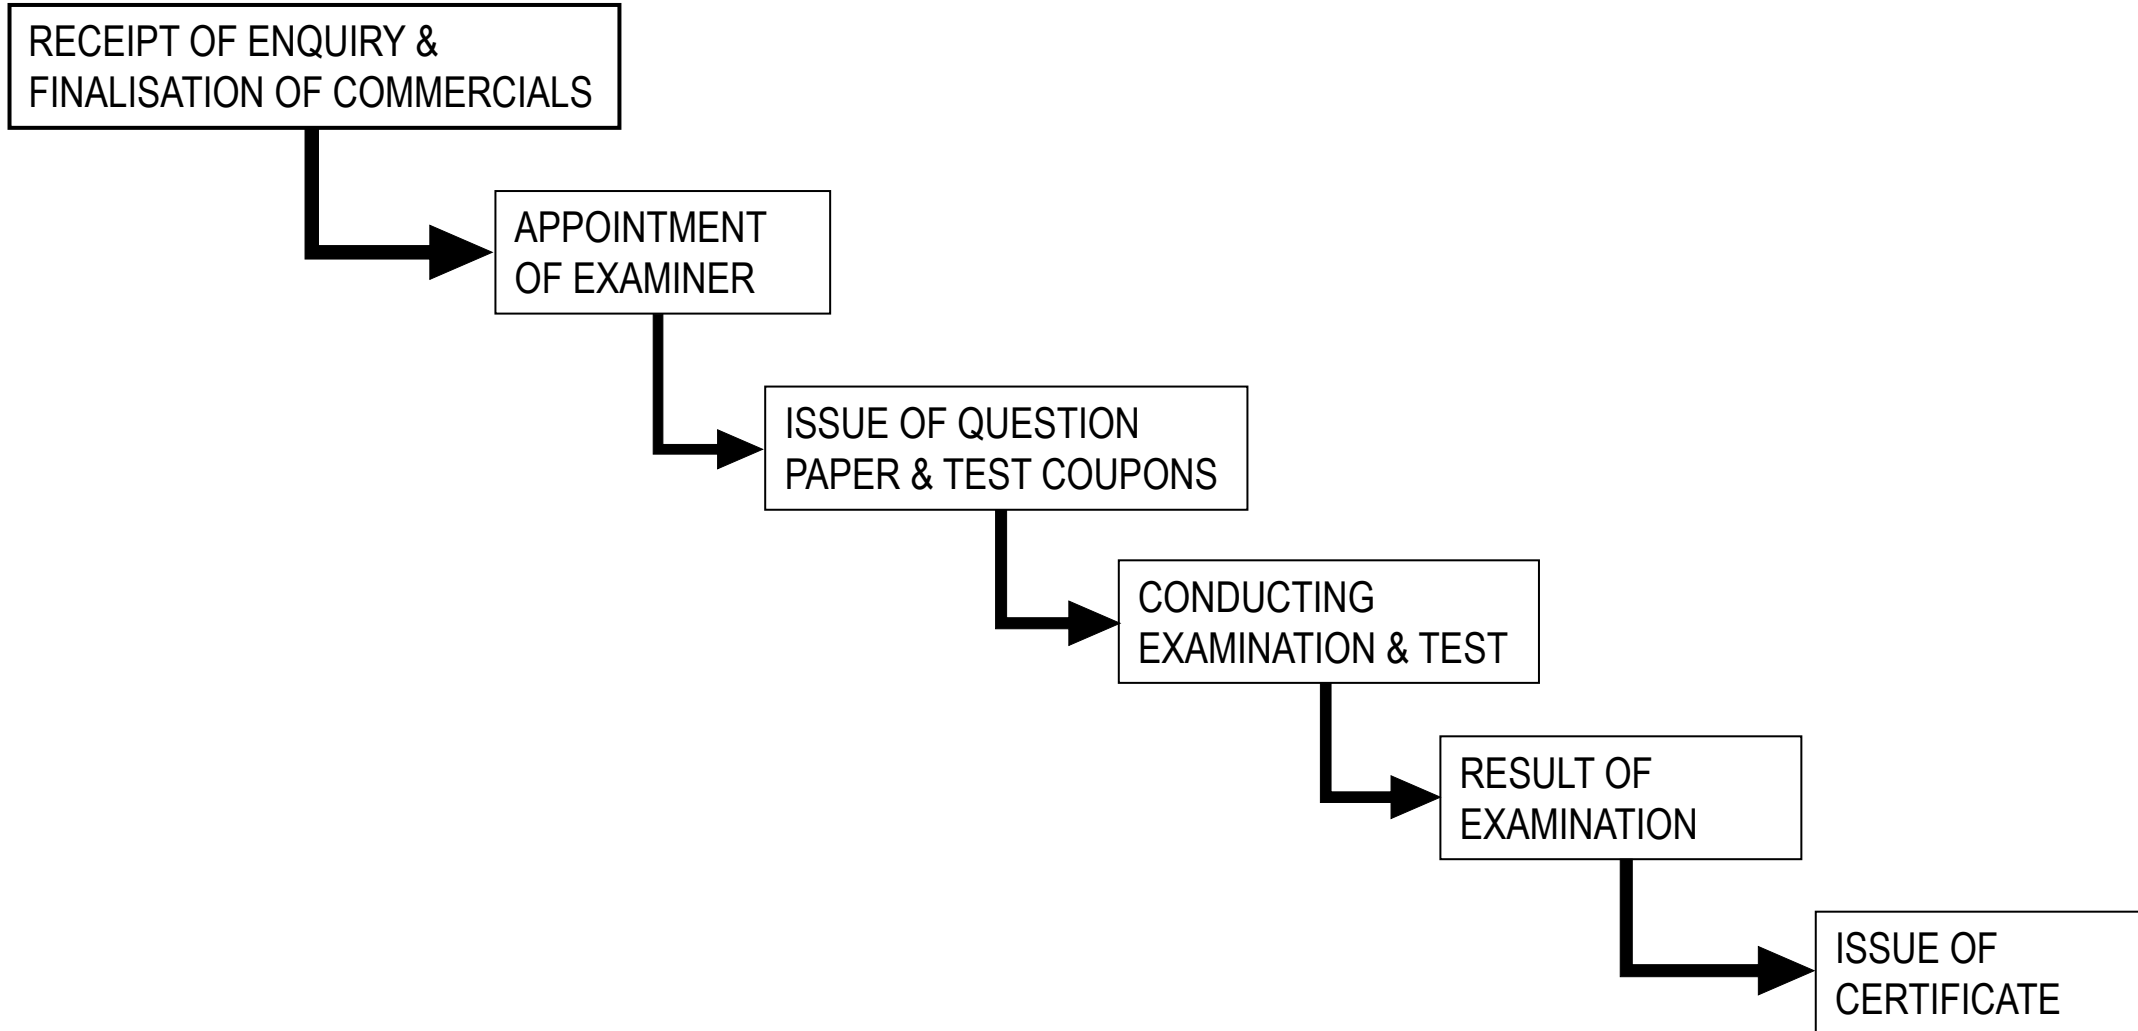 RECEIPT OF ENQUIRY &
FINALISATION OF COMMERCIALS
APPOINTMENT
OF EXAMINER
ISSUE OF QUESTION
PAPER & TEST COUPONS
CONDUCTING
EXAMINATION & TEST
RESULT OF
EXAMINATION
ISSUE OF
CERTIFICATE